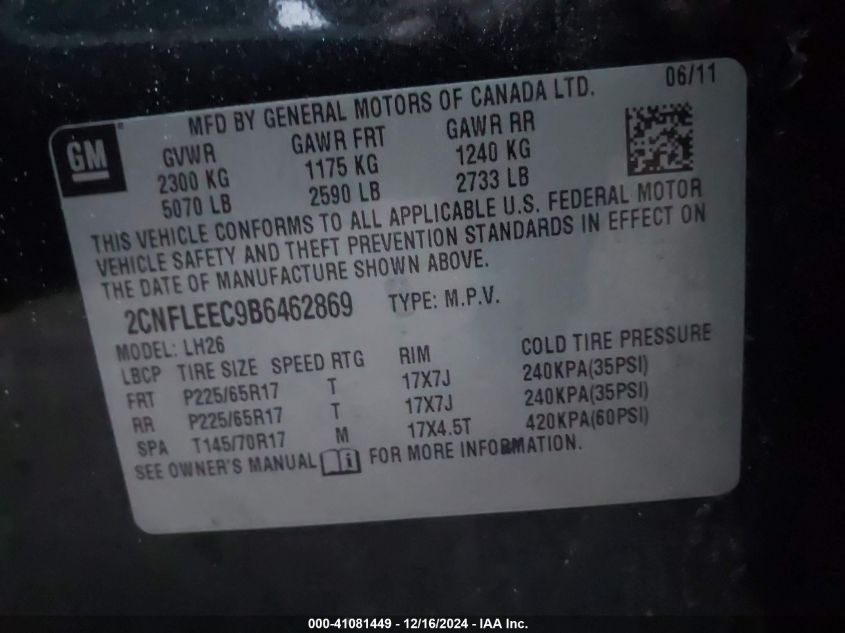 06/11
GM
MFD BY GENERAL MOTORS OF CANADA LTD.
GVWR GAWR FRT GAWR RR
2300 KG 1175 KG 1240 KG
5070 LB 2590 LB 2733 LB
THIS VEHICLE CONFORMS TO ALL APPLICABLE U.S. FEDERAL MOTOR
VEHICLE SAFETY AND THEFT PREVENTION STANDARDS IN EFFECT ON
THE DATE OF MANUFACTURE SHOWN ABOVE.
2CNFLEEC9B6462869 TYPE: M.P.V.
MODEL: LH26
LBCP TIRE SIZE SPEED RTG RIM COLD TIRE PRESSURE
FRT P225/65R17 T 17X7J 240KPA(35PSI)
RR P225/65R17 T 17X7J 240KPA(35PSI)
SPA T145/70R17 M 17X4.5T 420KPA(60PSI)
SEE OWNER'S MANUAL i FOR MORE INFORMATION.
000-41081449 - 12/16/2024 - IAA Inc.